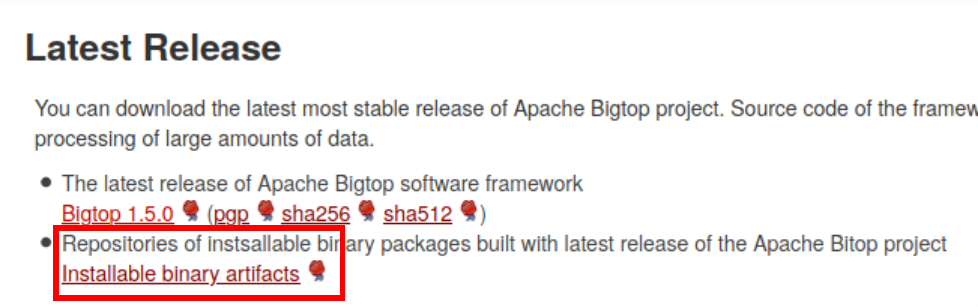 Latest Release
You can download the latest most stable release of Apache Bigtop project. Source code of the framew
processing of large amounts of data.
• The latest release of Apache Bigtop software framework
Bigtop 1.5.0 (pgp sha256 sha512 )
• Repositories of instsallable binary packages built with latest release of the Apache Bitop project
Installable binary artifacts